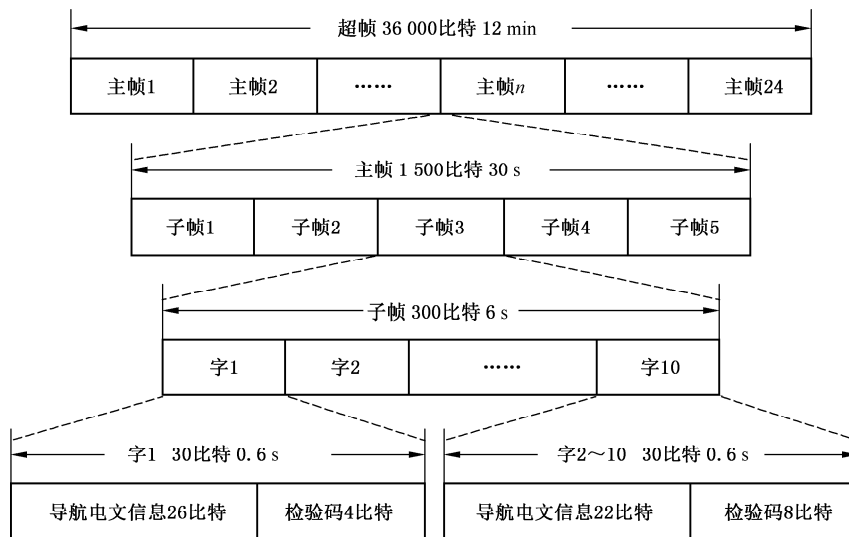 超帧 36 000比特 12 min
主帧1 主帧2 …… 主帧n …… 主帧24
主帧 1 500比特 30 s
子帧1 子帧2 子帧3 子帧4 子帧5
子帧 300比特 6 s
字1 字2 …… 字10
字1 30比特 0.6 s 字2～10 30比特 0.6 s
导航电文信息26比特 检验码4比特 导航电文信息22比特 检验码8比特